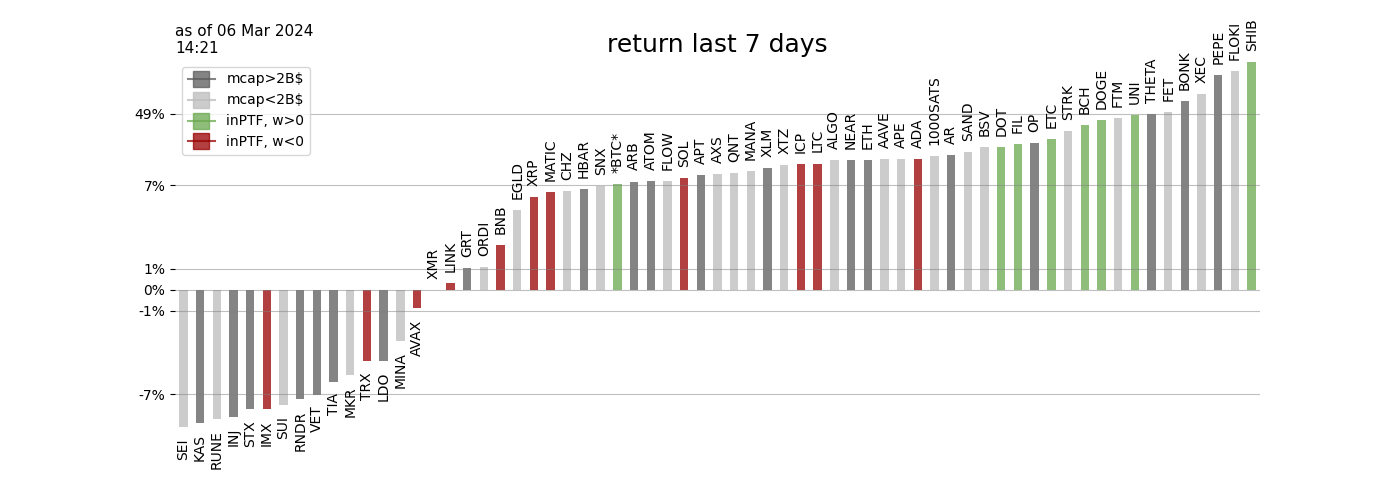 as of 06 Mar 2024
14:21
return last 7 days
mcap>2B$
mcap<2B$
inPTF, w>0
inPTF, w<0
49%
7%
1%
0%
-1%
-7%
SEI
KAS
RUNE
INJ
STX
IMX
SUI
RNDR
VET
TIA
MKR
TRX
LDO
MINA
AVAX
XMR
LINK
GRT
ORDI
BNB
EGLD
XRP
MATIC
CHZ
HBAR
SNX
*BTC*
ARB
ATOM
FLOW
SOL
APT
AXS
QNT
MANA
XLM
XTZ
ICP
LTC
ALGO
NEAR
ETH
AAVE
APE
ADA
1000SATS
AR
SAND
BSV
DOT
FIL
OP
ETC
STRK
BCH
DOGE
FTM
UNI
THETA
FET
BONK
XEC
PEPE
FLOKI
SHIB